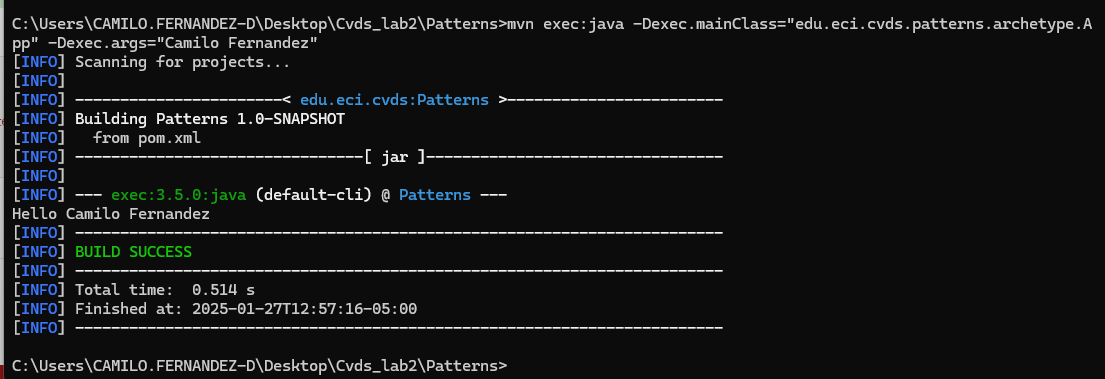 C:\Users\CAMILO.FERNANDEZ-D\Desktop\Cvds_lab2\Patterns>mvn exec:java -Dexec.mainClass="edu.eci.cvds.patterns.archetype.A
pp" -Dexec.args="Camilo Fernandez"
[INFO] Scanning for projects...
[INFO]
[INFO] -----------------------< edu.eci.cvds:Patterns >------------------------
[INFO] Building Patterns 1.0-SNAPSHOT
[INFO]   from pom.xml
[INFO] --------------------------------[ jar ]---------------------------------
[INFO]
[INFO] --- exec:3.5.0:java (default-cli) @ Patterns ---
Hello Camilo Fernandez
[INFO] ------------------------------------------------------------------------
[INFO] BUILD SUCCESS
[INFO] ------------------------------------------------------------------------
[INFO] Total time:  0.514 s
[INFO] Finished at: 2025-01-27T12:57:16-05:00
[INFO] ------------------------------------------------------------------------
C:\Users\CAMILO.FERNANDEZ-D\Desktop\Cvds_lab2\Patterns>